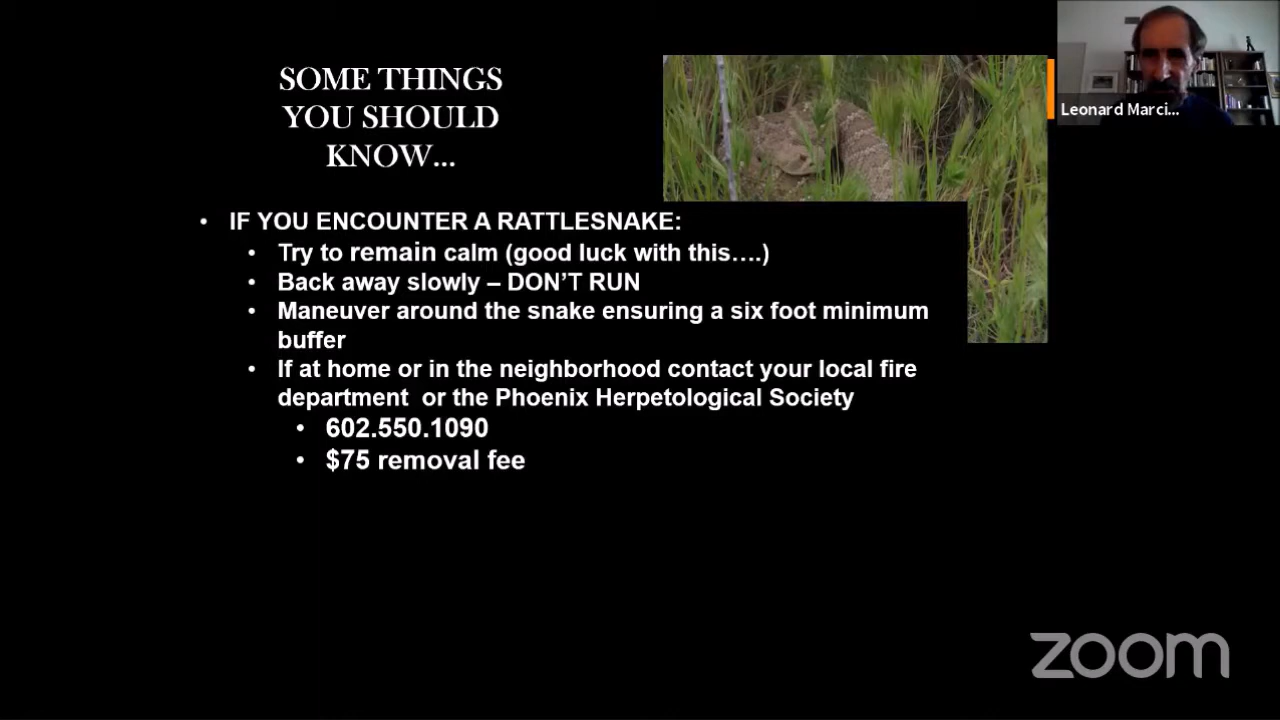 SOME THINGS
YOU SHOULD
KNOW...
• IF YOU ENCOUNTER A RATTLESNAKE:
• Try to remain calm (good luck with this….)
• Back away slowly – DON’T RUN
• Maneuver around the snake ensuring a six foot minimum
buffer
• If at home or in the neighborhood contact your local fire
department or the Phoenix Herpetological Society
• 602.550.1090
• $75 removal fee
Leonard Marci...
zoom